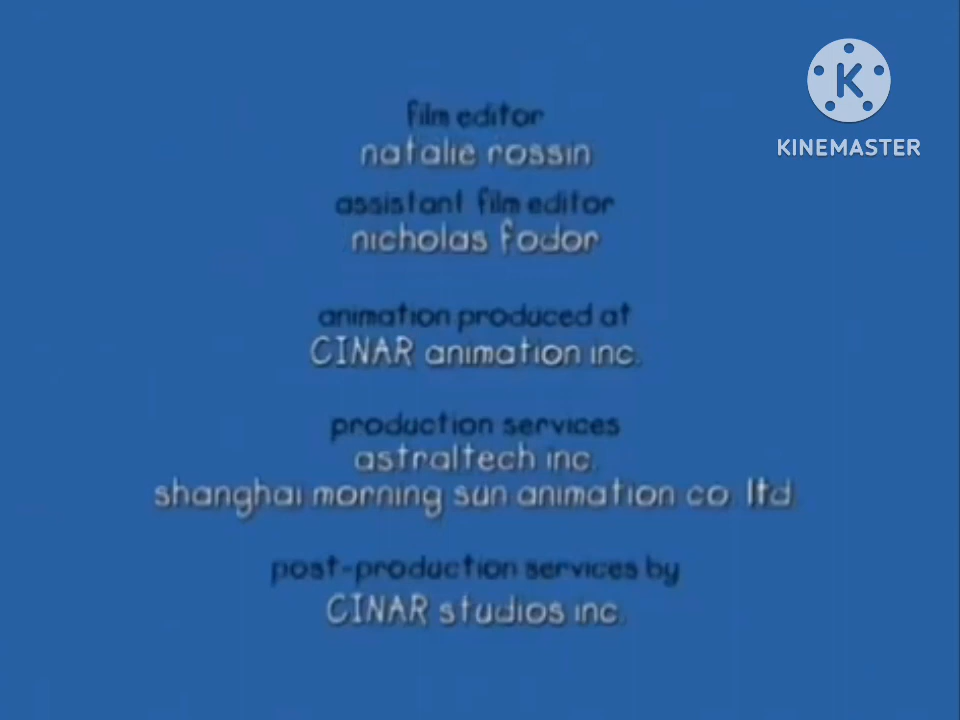 film editor
natalie rossin
assistant film editor
nicholas fodor
animation produced at
CINAR animation inc.
production services
astraltech inc.
shanghai morning sun animation co. ltd.
post-production services by
CINAR studios inc.
K
KINEMASTER